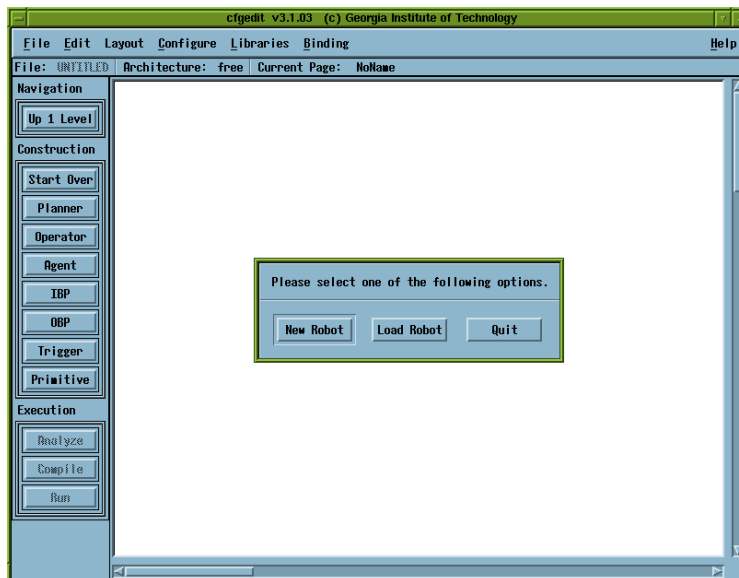 cfgedit v3.1.03 (c) Georgia Institute of Technology
File Edit Layout Configure Libraries Binding Help
File: UNTITLED Architecture: free Current Page: NoName
Navigation
Up 1 Level
Construction
Start Over
Planner
Operator
Agent
IBP
OBP
Trigger
Primitive
Execution
Analyze
Compile
Run
Please select one of the following options.
New Robot Load Robot Quit